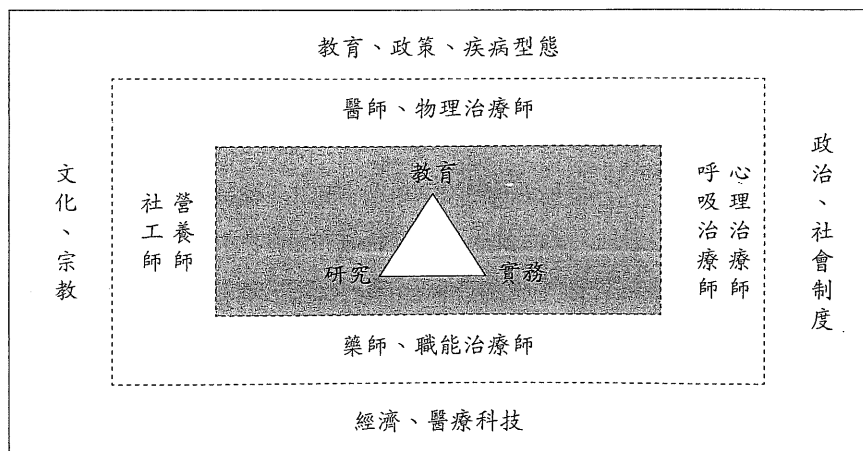 教育、政策、疾病型態
醫師、物理治療師
文化、宗教
社工師
營養師
教育
研究
實務
呼吸治療師
心理治療師
政治、社會制度
藥師、職能治療師
經濟、醫療科技